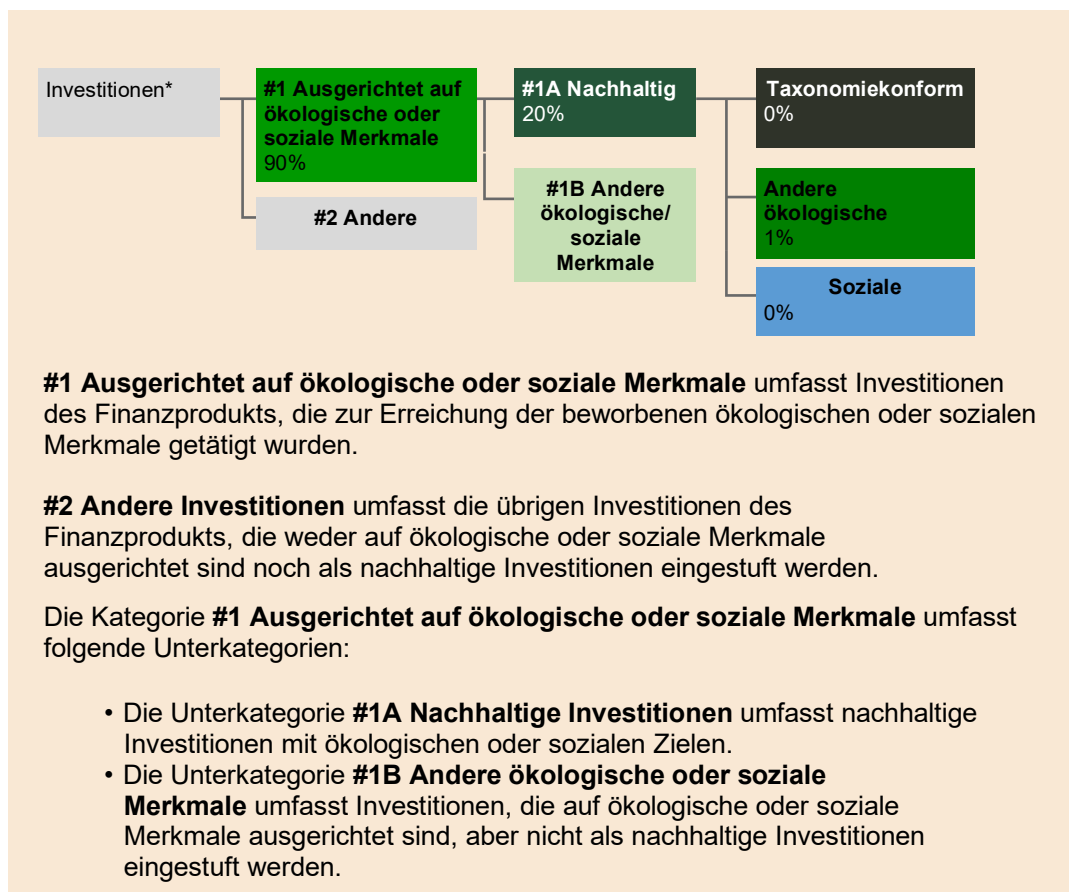 Investitionen*
#1 Ausgerichtet auf
ökologische oder
soziale Merkmale
90%
#2 Andere
#1A Nachhaltig
20%
#1B Andere
ökologische/
soziale
Merkmale
Taxonomiekonform
0%
Andere
ökologische
1%
Soziale
0%
#1 Ausgerichtet auf ökologische oder soziale Merkmale umfasst Investitionen
des Finanzprodukts, die zur Erreichung der beworbenen ökologischen oder sozialen
Merkmale getätigt wurden.
#2 Andere Investitionen umfasst die übrigen Investitionen des
Finanzprodukts, die weder auf ökologische oder soziale Merkmale
ausgerichtet sind noch als nachhaltige Investitionen eingestuft werden.
Die Kategorie #1 Ausgerichtet auf ökologische oder soziale Merkmale umfasst
folgende Unterkategorien:
• Die Unterkategorie #1A Nachhaltige Investitionen umfasst nachhaltige
Investitionen mit ökologischen oder sozialen Zielen.
• Die Unterkategorie #1B Andere ökologische oder soziale
Merkmale umfasst Investitionen, die auf ökologische oder soziale
Merkmale ausgerichtet sind, aber nicht als nachhaltige Investitionen
eingestuft werden.